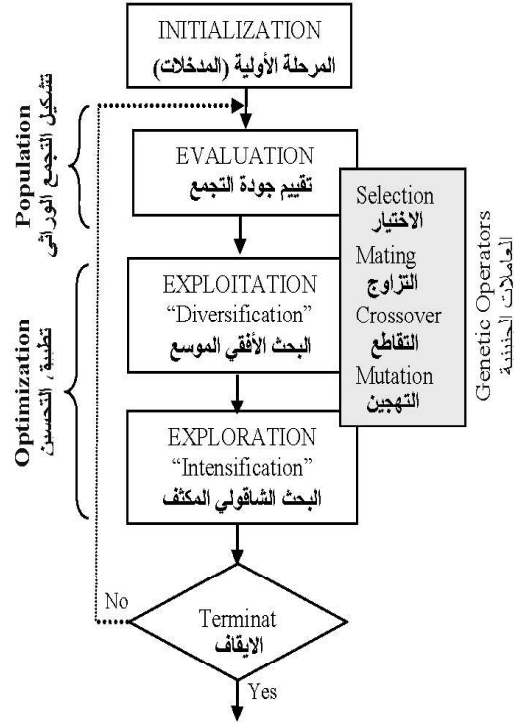 INITIALIZATION
المرحلة الأولية (المدخلات)
Population
تشكيل التجمع الوراثي
EVALUATION
تقييم جودة التجمع
Selection
الاختيار
Mating
التزاوج
Crossover
التقاطع
Mutation
التهجين
Genetic Operators
العاملات الجينية
Optimization
تطبيق التحسين
EXPLOITATION
“Diversification”
البحث الأفقي الموسع
EXPLORATION
“Intensification”
البحث الشاقولي المكثف
No
Terminat
الايقاف
Yes